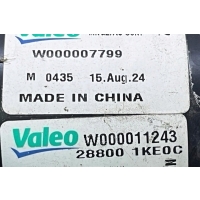 W000007799
M 0435 15.Aug.24
MADE IN CHINA
Valeo W000011243
28800 1KE0C